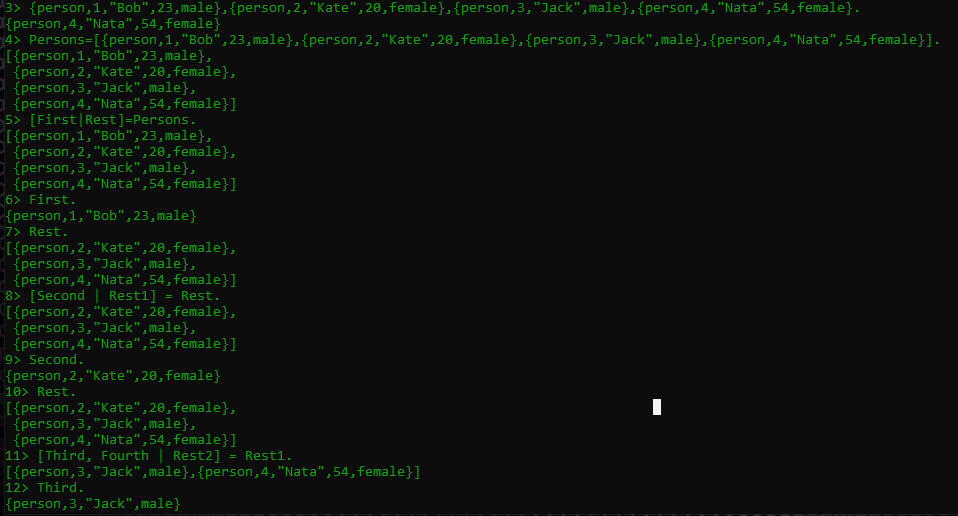 3> {person,1,"Bob",23,male},{person,2,"Kate",20,female},{person,3,"Jack",male},{person,4,"Nata",54,female}.
{person,4,"Nata",54,female}
4> Persons=[{person,1,"Bob",23,male},{person,2,"Kate",20,female},{person,3,"Jack",male},{person,4,"Nata",54,female}].
[{person,1,"Bob",23,male},
 {person,2,"Kate",20,female},
 {person,3,"Jack",male},
 {person,4,"Nata",54,female}]
5> [First|Rest]=Persons.
[{person,1,"Bob",23,male},
 {person,2,"Kate",20,female},
 {person,3,"Jack",male},
 {person,4,"Nata",54,female}]
6> First.
{person,1,"Bob",23,male}
7> Rest.
[{person,2,"Kate",20,female},
 {person,3,"Jack",male},
 {person,4,"Nata",54,female}]
8> [Second | Rest1] = Rest.
[{person,2,"Kate",20,female},
 {person,3,"Jack",male},
 {person,4,"Nata",54,female}]
9> Second.
{person,2,"Kate",20,female}
10> Rest.
[{person,2,"Kate",20,female},
 {person,3,"Jack",male},
 {person,4,"Nata",54,female}]
11> [Third, Fourth | Rest2] = Rest1.
[{person,3,"Jack",male},{person,4,"Nata",54,female}]
12> Third.
{person,3,"Jack",male}